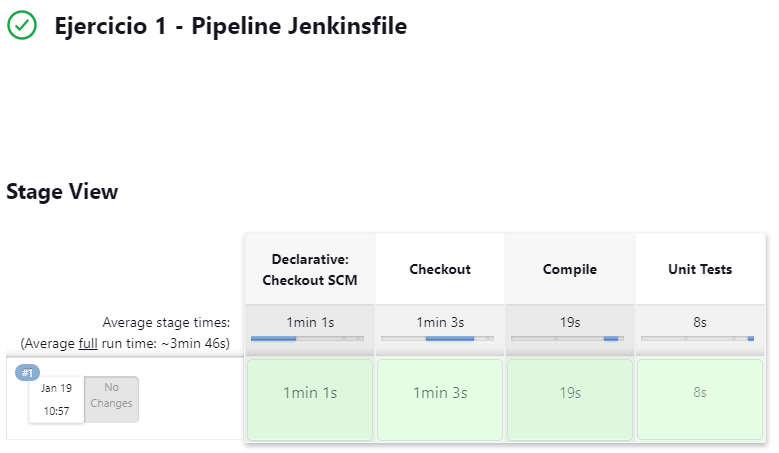 Ejercicio 1 - Pipeline Jenkinsfile
Stage View
Declarative:
Checkout SCM
Checkout
Compile
Unit Tests
Average stage times:
(Average full run time: ~3min 46s)
1min 1s
1min 3s
19s
8s
#1
Jan 19
10:57
No
Changes
1min 1s
1min 3s
19s
8s